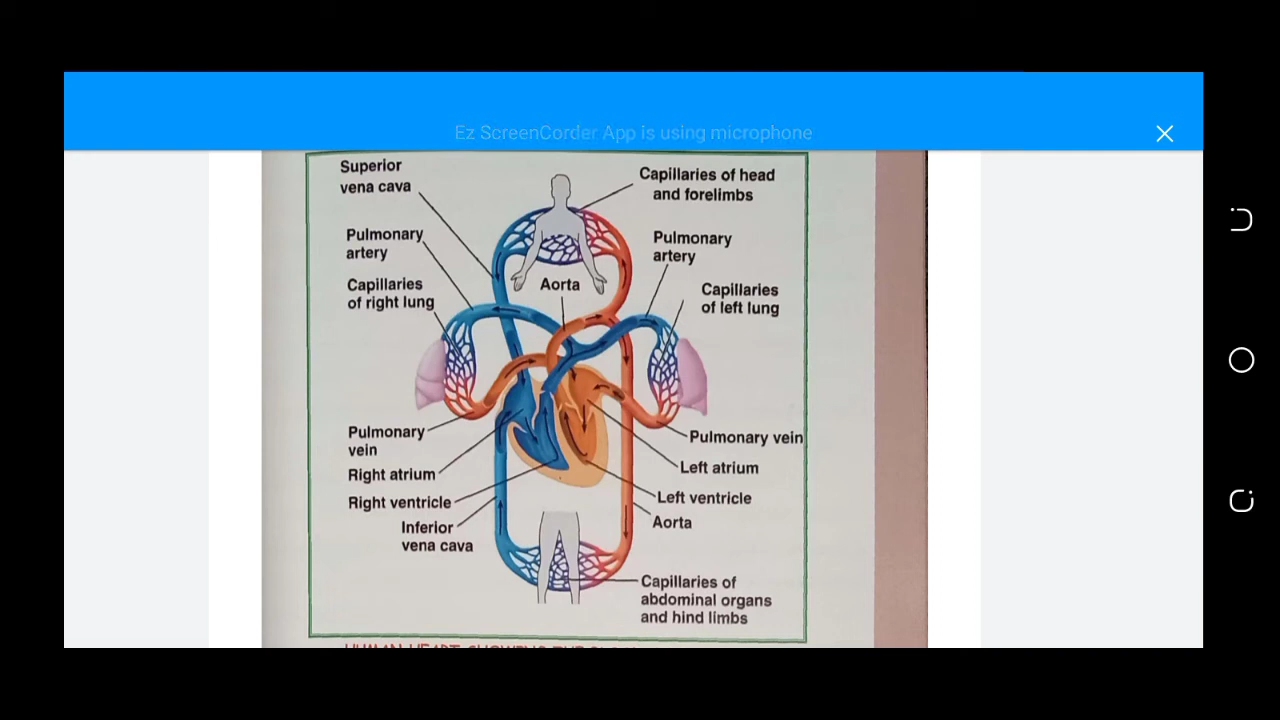 Ez ScreenCorder App is using microphone
Superior
vena cava
Capillaries of head
and forelimbs
Pulmonary
artery
Pulmonary
artery
Capillaries
of right lung
Aorta
Capillaries
of left lung
Pulmonary
vein
Pulmonary vein
Right atrium
Left atrium
Right ventricle
Left ventricle
Inferior
vena cava
Aorta
Capillaries of
abdominal organs
and hind limbs